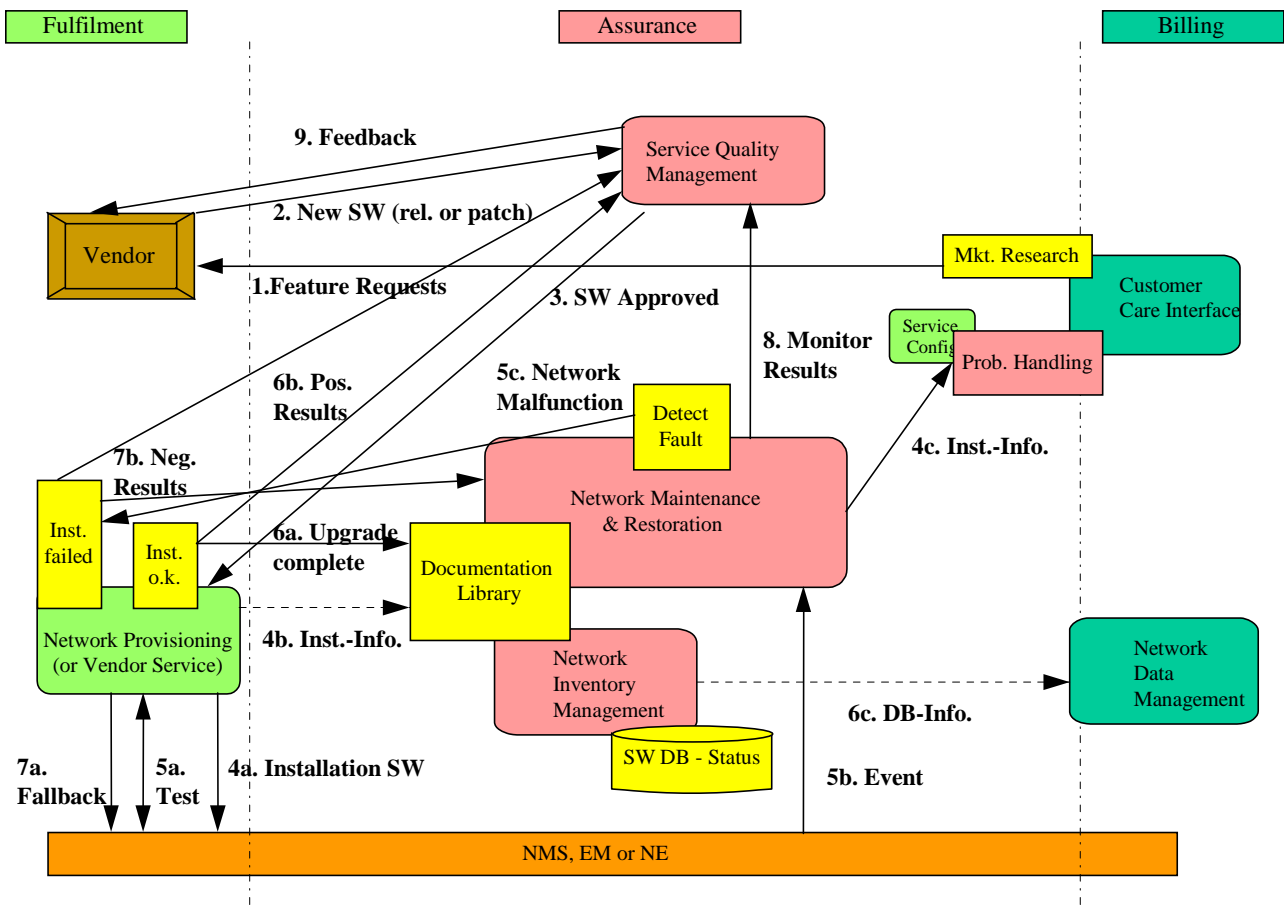 Fulfilment
Assurance
Billing
9. Feedback
Service Quality
Management
2. New SW (rel. or patch)
Vendor
Mkt. Research
1.Feature Requests
3. SW Approved
Customer
Care Interface
Service
Config
Prob. Handling
8. Monitor
Results
6b. Pos.
Results
5c. Network
Malfunction
Detect
Fault
4c. Inst.-Info.
7b. Neg.
Results
Network Maintenance
& Restoration
Inst.
failed
Inst.
o.k.
6a. Upgrade
complete
Documentation
Library
4b. Inst.-Info.
Network Provisioning
(or Vendor Service)
Network
Inventory
Management
Network
Data
Management
6c. DB-Info.
SW DB - Status
7a.
Fallback
5a.
Test
4a. Installation SW
5b. Event
NMS, EM or NE